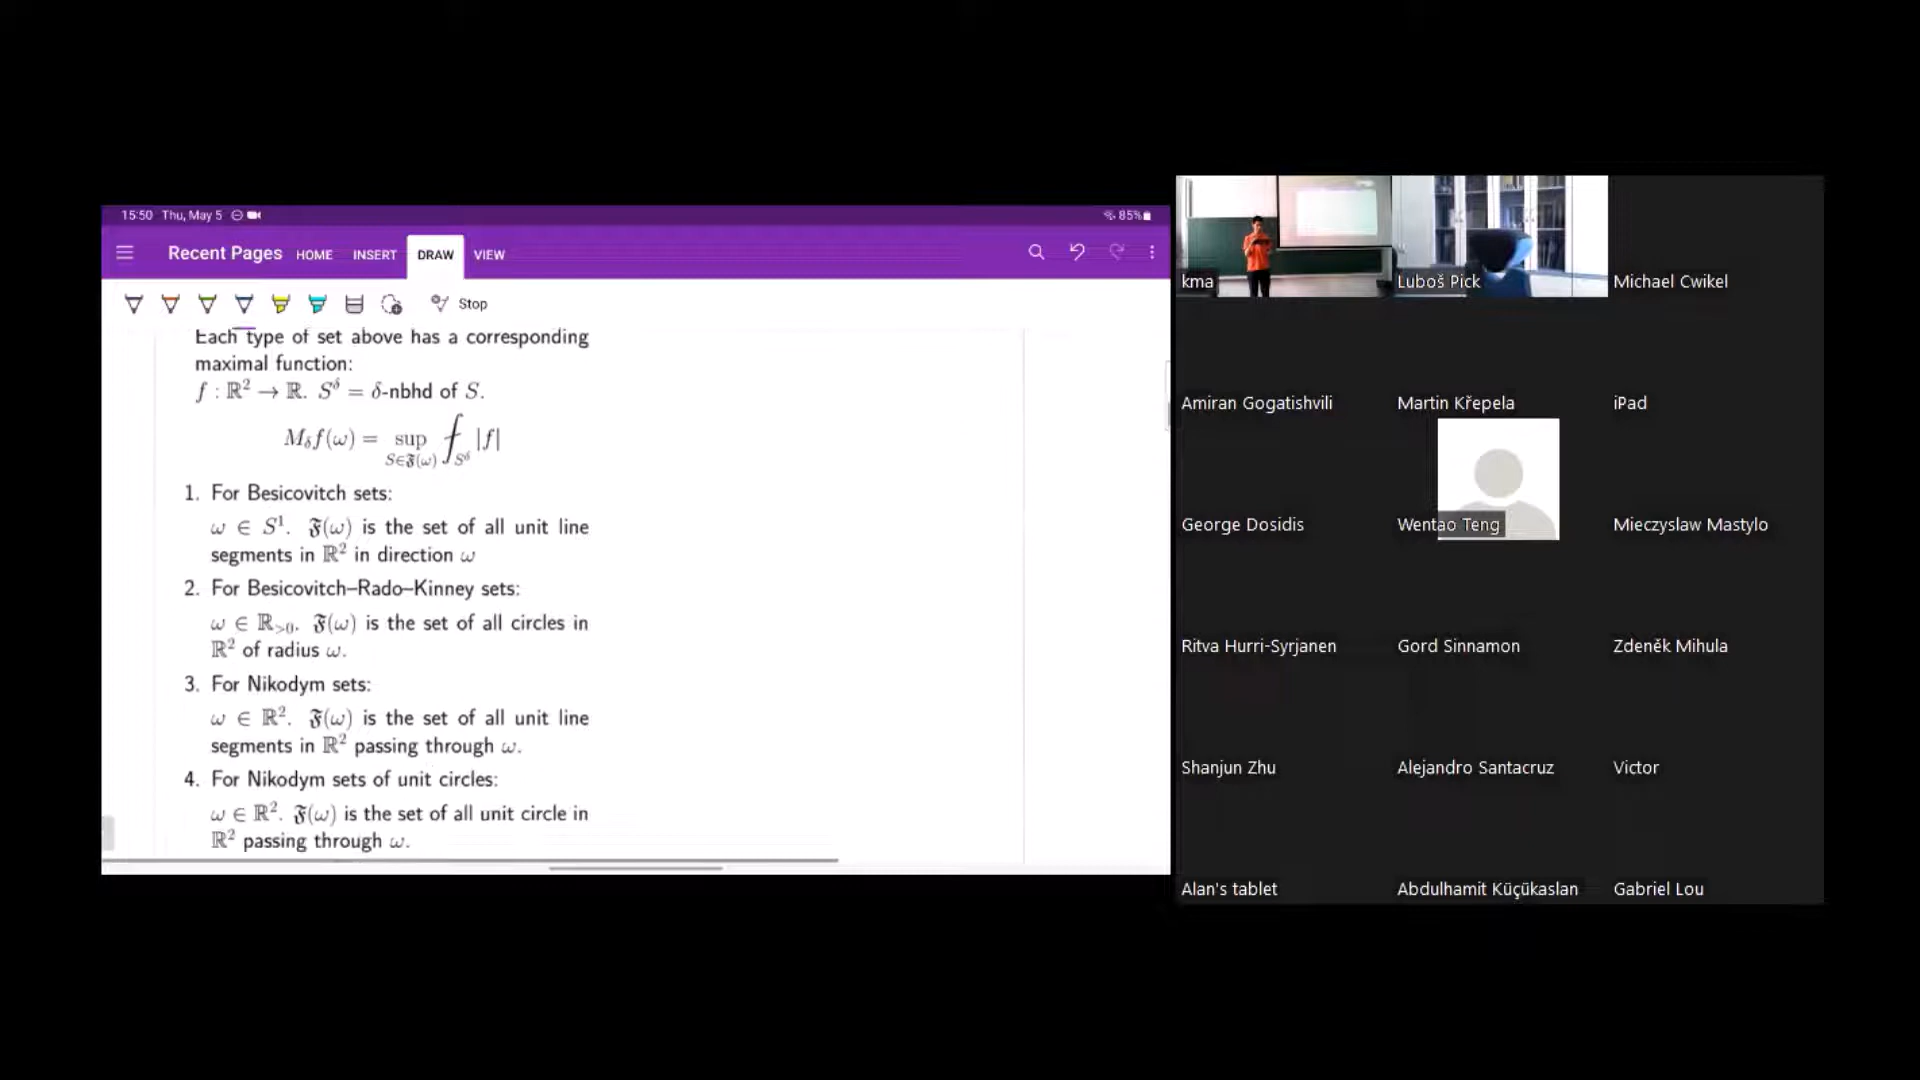 15:50 Thu, May 5
85%
Recent Pages HOME INSERT DRAW VIEW
Stop
Each type of set above has a corresponding
maximal function:
f : ℝ² → ℝ. S^δ = δ-nbhd of S.
M_δ f(ω) = sup_{S∈𝔉(ω)} ⨍_{S^δ} |f|
1. For Besicovitch sets:
ω ∈ S¹. 𝔉(ω) is the set of all unit line
segments in ℝ² in direction ω
2. For Besicovitch–Rado–Kinney sets:
ω ∈ ℝ_{>0}. 𝔉(ω) is the set of all circles in
ℝ² of radius ω.
3. For Nikodym sets:
ω ∈ ℝ². 𝔉(ω) is the set of all unit line
segments in ℝ² passing through ω.
4. For Nikodym sets of unit circles:
ω ∈ ℝ². 𝔉(ω) is the set of all unit circle in
ℝ² passing through ω.
kma Luboš Pick Michael Cwikel
Amiran Gogatishvili Martin Křepela iPad
George Dosidis Wentao Teng Mieczyslaw Mastylo
Ritva Hurri-Syrjanen Gord Sinnamon Zdeněk Mihula
Shanjun Zhu Alejandro Santacruz Victor
Alan's tablet Abdulhamit Küçükaslan Gabriel Lou